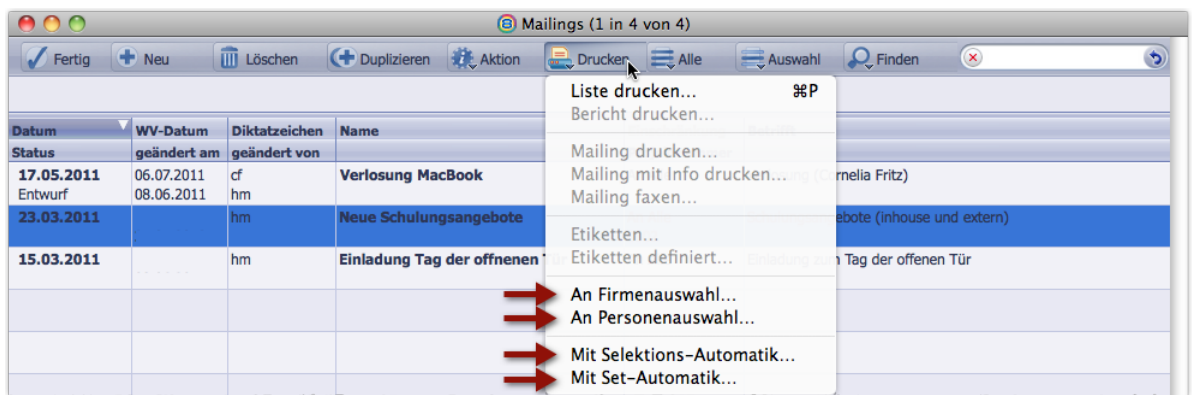 Mailings (1 in 4 von 4)
Fertig Neu Löschen Duplizieren Aktion Drucken Alle Auswahl Finden
Liste drucken... ⌘P
Bericht drucken...
Mailing drucken...
Mailing mit Info drucken...
Mailing faxen...
Etiketten...
Etiketten definiert...
An Firmenauswahl...
An Personenauswahl...
Mit Selektions-Automatik...
Mit Set-Automatik...
Datum WV-Datum Diktatzeichen Name
Status geändert am geändert von
17.05.2011 06.07.2011 cf Verlosung MacBook (Cornelia Fritz)
Entwurf 08.06.2011 hm
23.03.2011 hm Neue Schulungsangebote (inhouse und extern)
15.03.2011 hm Einladung Tag der offnenen Einladung zum Tag der offenen Tür